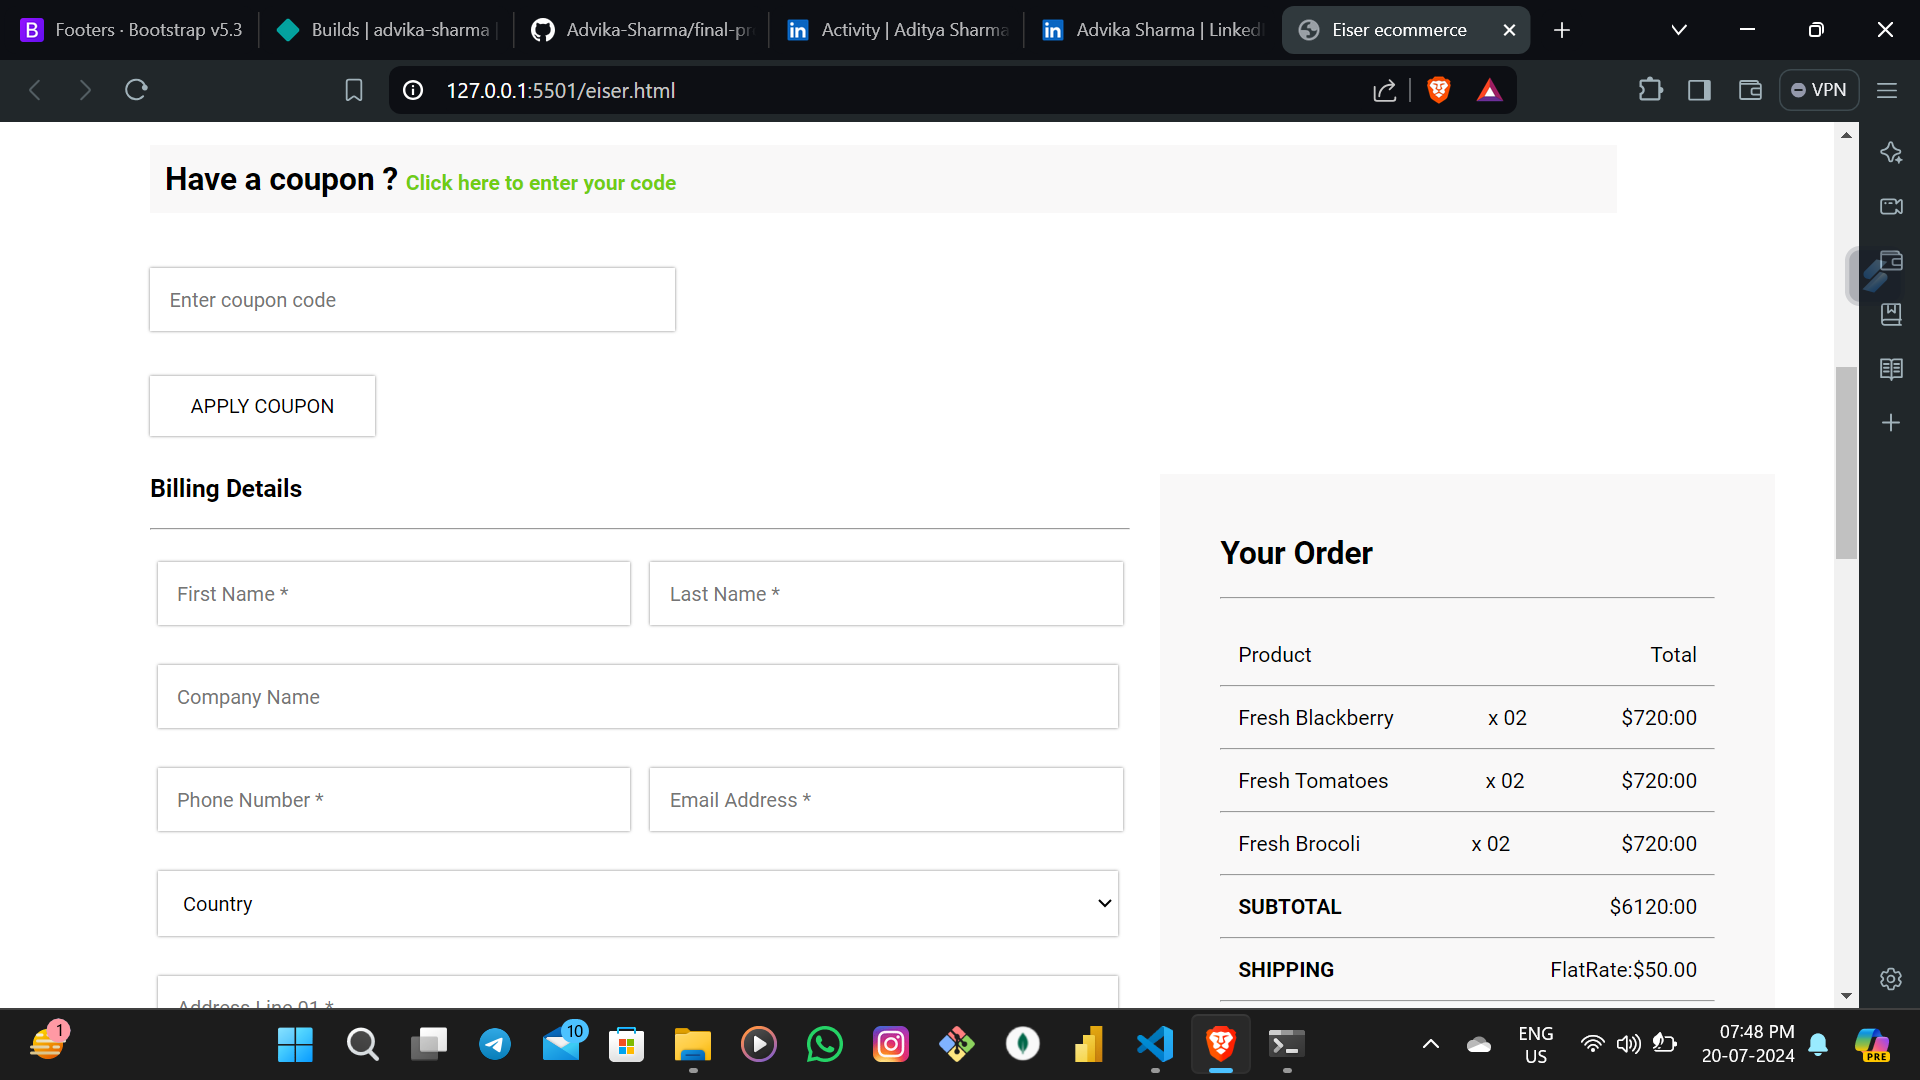 Footers · Bootstrap v5.3
Builds | advika-sharma
Advika-Sharma/final-pr
Activity | Aditya Sharma
Advika Sharma | Linked
Eiser ecommerce
127.0.0.1:5501/eiser.html
VPN
Have a coupon ? Click here to enter your code
Enter coupon code
APPLY COUPON
Billing Details
First Name *
Last Name *
Company Name
Phone Number *
Email Address *
Country
Address Line 01 *
Your Order
Product Total
Fresh Blackberry x 02 $720:00
Fresh Tomatoes x 02 $720:00
Fresh Brocoli x 02 $720:00
SUBTOTAL $6120:00
SHIPPING FlatRate:$50.00
1
10
ENG
US
07:48 PM
20-07-2024
PRE